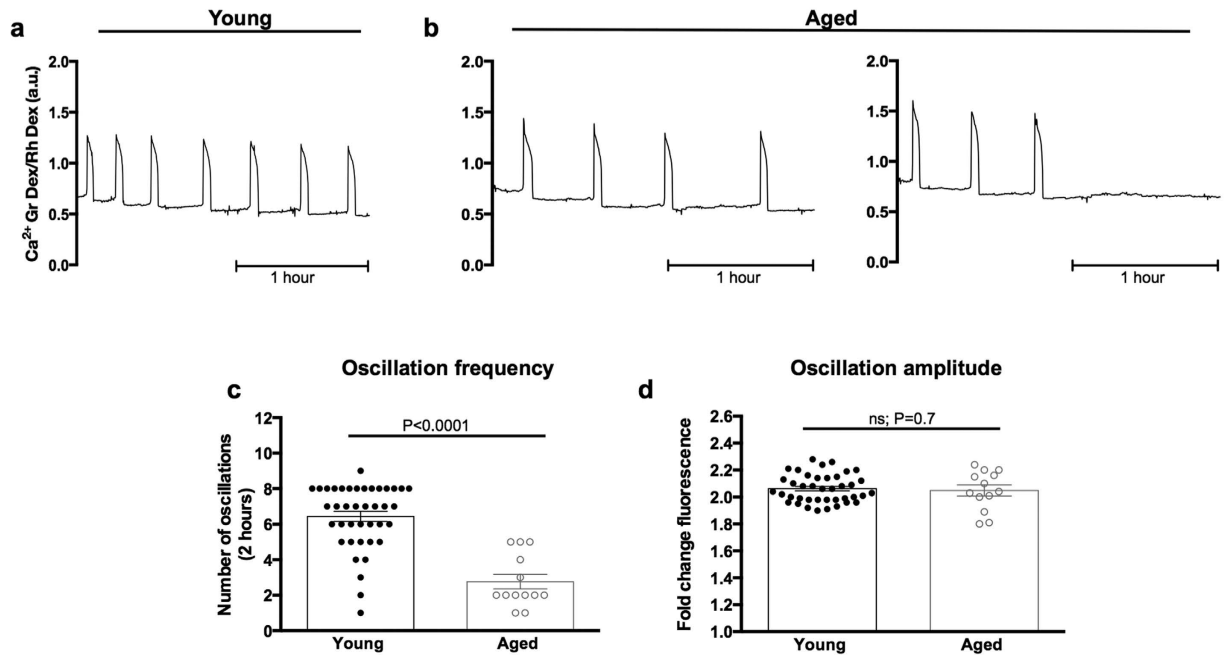 a
Young
b
Aged
Ca2+ Gr Dex/Rh Dex (a.u.)
2.0
1.5
1.0
0.5
0.0
1 hour
2.0
1.5
1.0
0.5
0.0
1 hour
2.0
1.5
1.0
0.5
0.0
1 hour
c
Oscillation frequency
P<0.0001
Number of oscillations
(2 hours)
12
10
8
6
4
2
0
Young
Aged
d
Oscillation amplitude
ns; P=0.7
Fold change fluorescence
2.6
2.4
2.2
2.0
1.8
1.6
1.4
1.2
1.0
Young
Aged